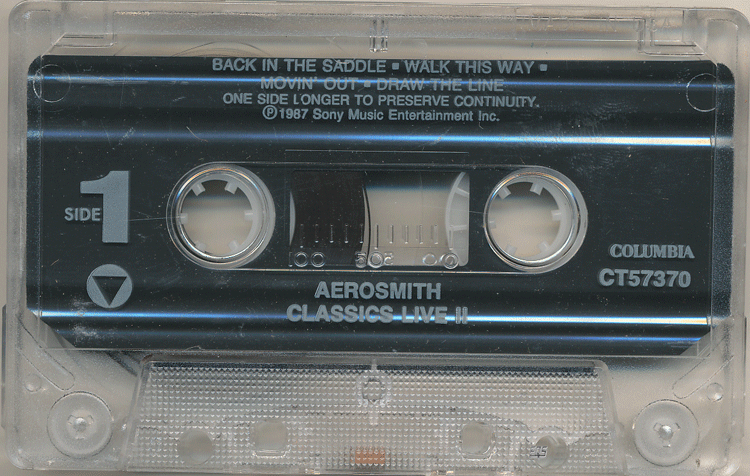 BACK IN THE SADDLE ▪ WALK THIS WAY ▪
MOVIN' OUT ▪ DRAW THE LINE
ONE SIDE LONGER TO PRESERVE CONTINUITY.
℗ 1987 Sony Music Entertainment Inc.
SIDE 1
100 50 0
COLUMBIA
CT57370
AEROSMITH
CLASSICS LIVE II